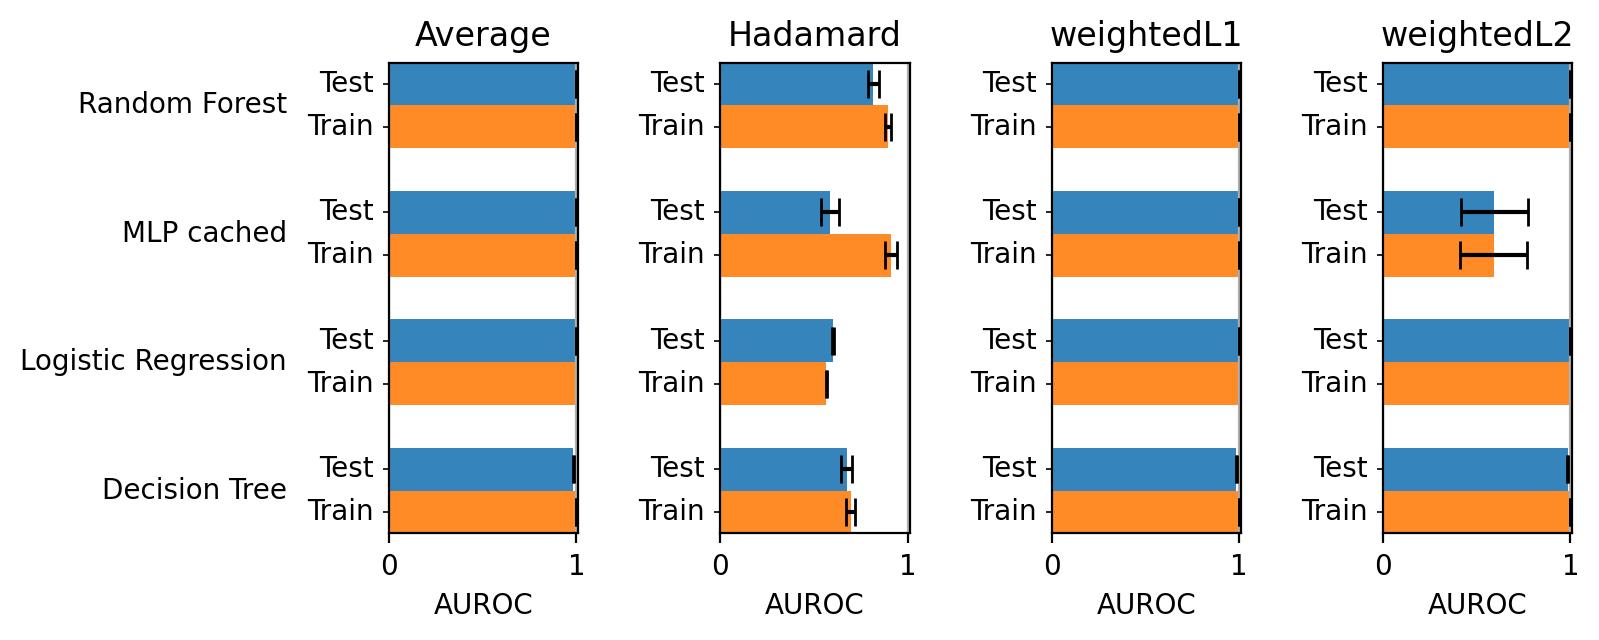 Average Hadamard weightedL1 weightedL2
Random Forest
Test Test Test Test
Train Train Train Train
MLP cached
Test Test Test Test
Train Train Train Train
Logistic Regression
Test Test Test Test
Train Train Train Train
Decision Tree
Test Test Test Test
Train Train Train Train
0 1 0 1 0 1 0 1
AUROC AUROC AUROC AUROC